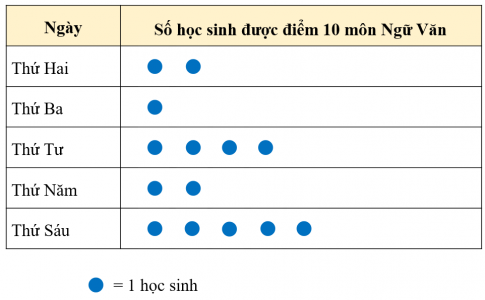 Ngày Số học sinh được điểm 10 môn Ngữ Văn
Thứ Hai
Thứ Ba
Thứ Tư
Thứ Năm
Thứ Sáu
= 1 học sinh